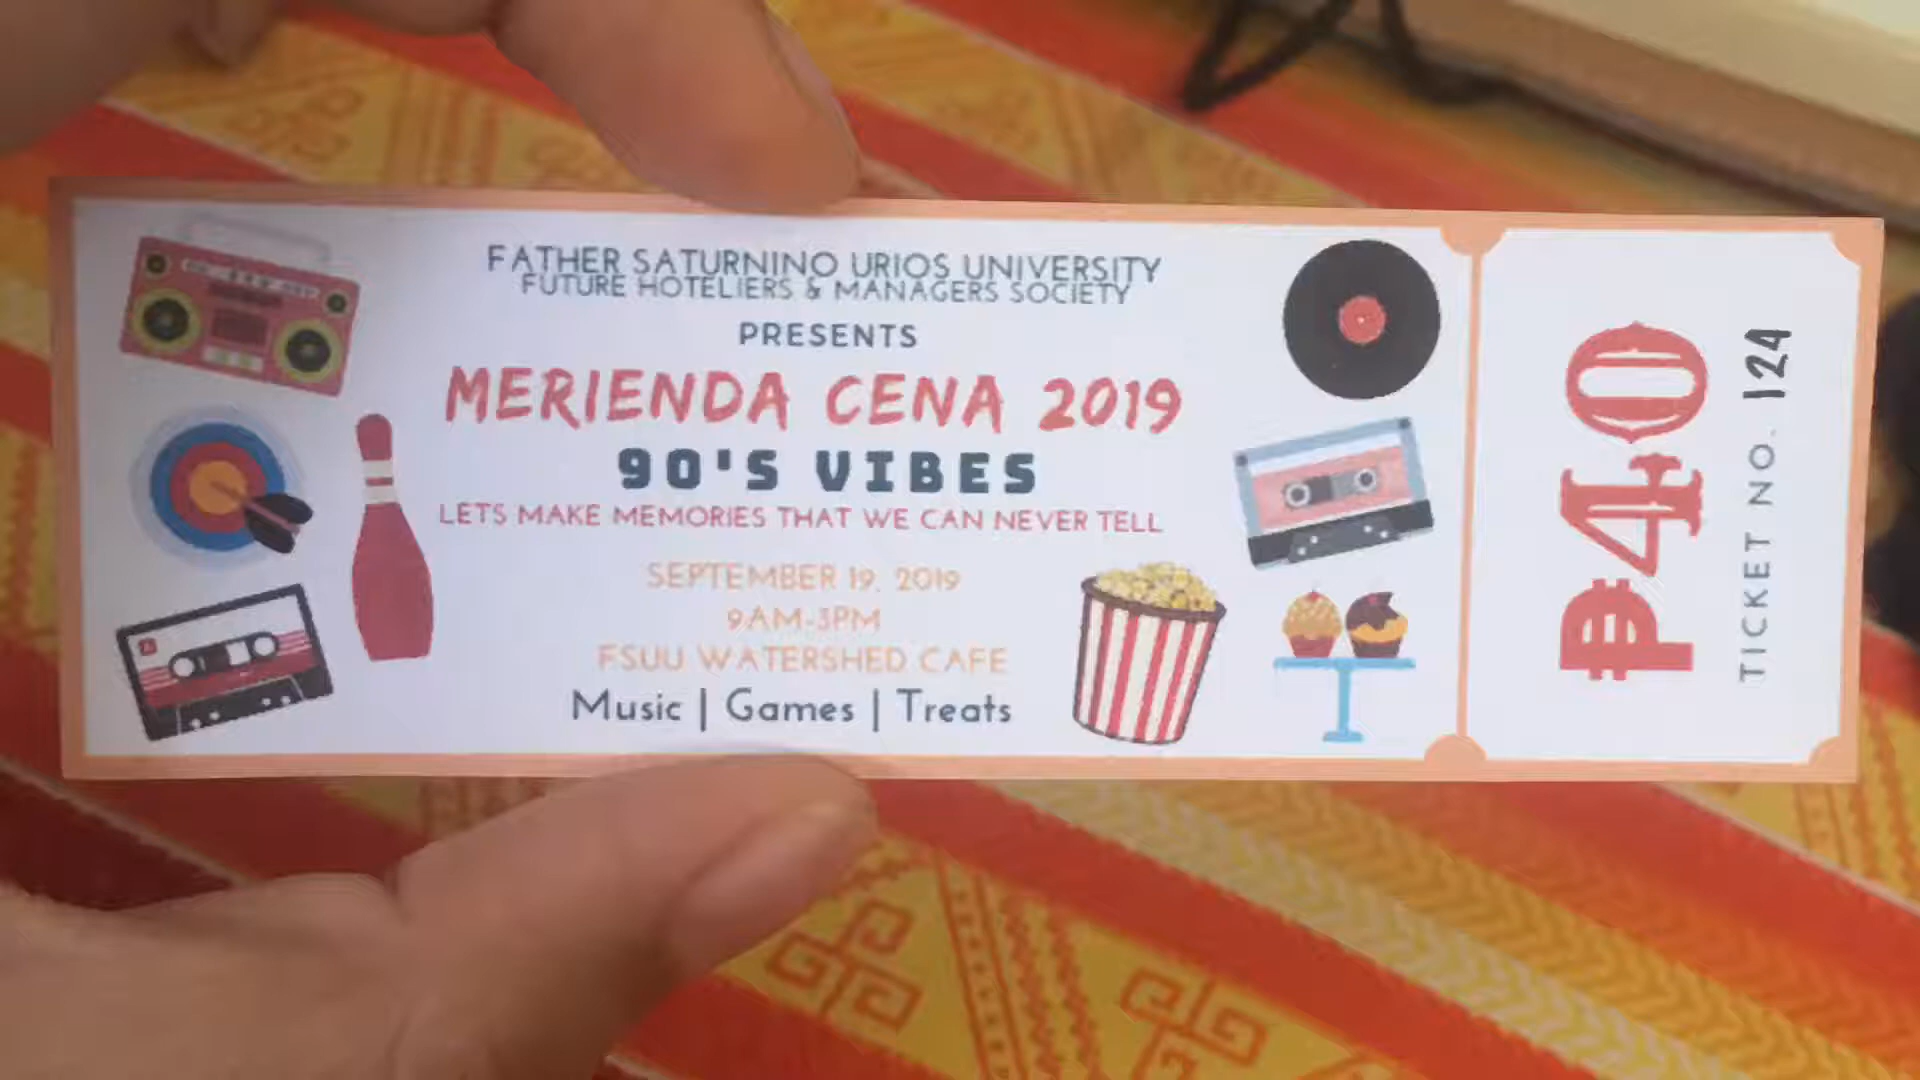 FATHER SATURNINO URIOS UNIVERSITY
FUTURE HOTELIERS & MANAGERS SOCIETY
PRESENTS
MERIENDA CENA 2019
90'S VIBES
LETS MAKE MEMORIES THAT WE CAN NEVER TELL
SEPTEMBER 19, 2019
9AM-3PM
FSUU WATERSHED CAFE
Music | Games | Treats
₱40
TICKET NO. 124